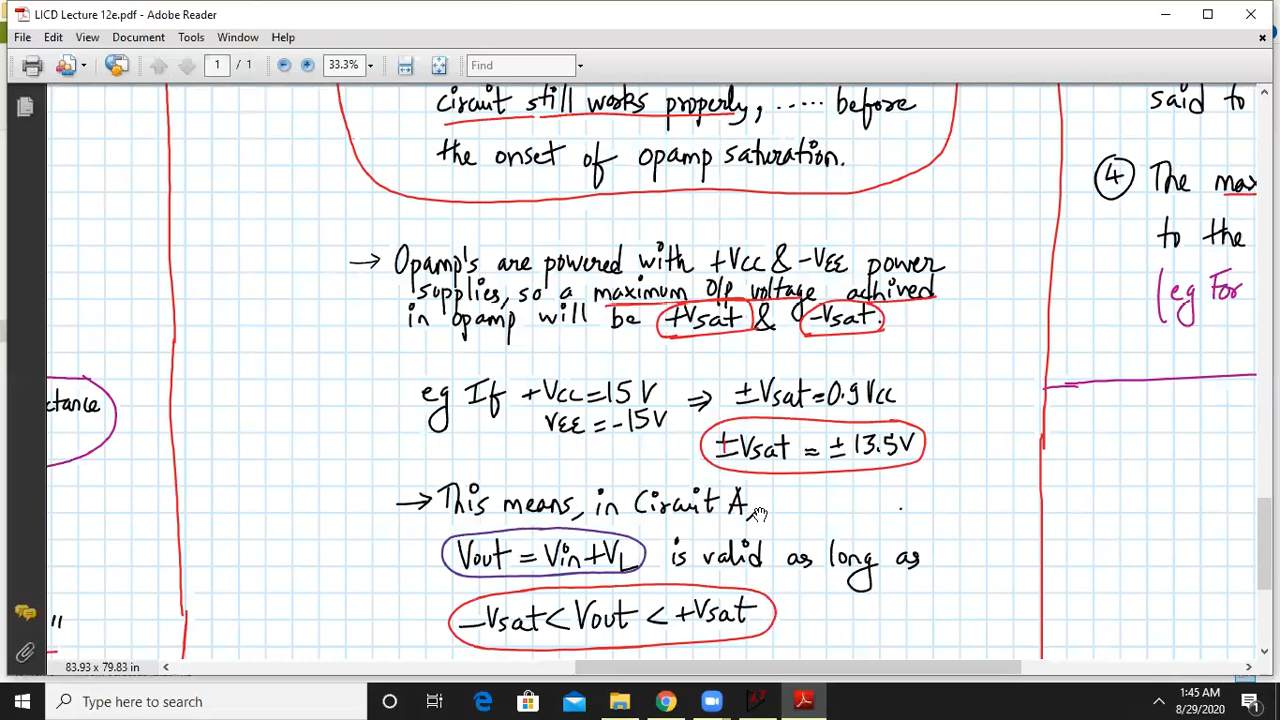 LICD Lecture 12e.pdf - Adobe Reader
File Edit View Document Tools Window Help
1 / 1 33.3% Find
circuit still works properly, ..... before
the onset of opamp saturation.
said to
④ The max
to the
(eg For
→ Opamp's are powered with +VCC & -VEE power
supplies, so a maximum o/p voltage achived
in opamp will be +Vsat & -Vsat.
ctance
eg If +VCC = 15 V ⇒ ±Vsat = 0.9 VCC
VEE = -15V
±Vsat = ± 13.5V
→ This means, in Circuit A,
Vout = Vin + VL is valid as long as
-Vsat < Vout < +Vsat
"
83.93 x 79.83 in
Type here to search
1:45 AM
8/29/2020